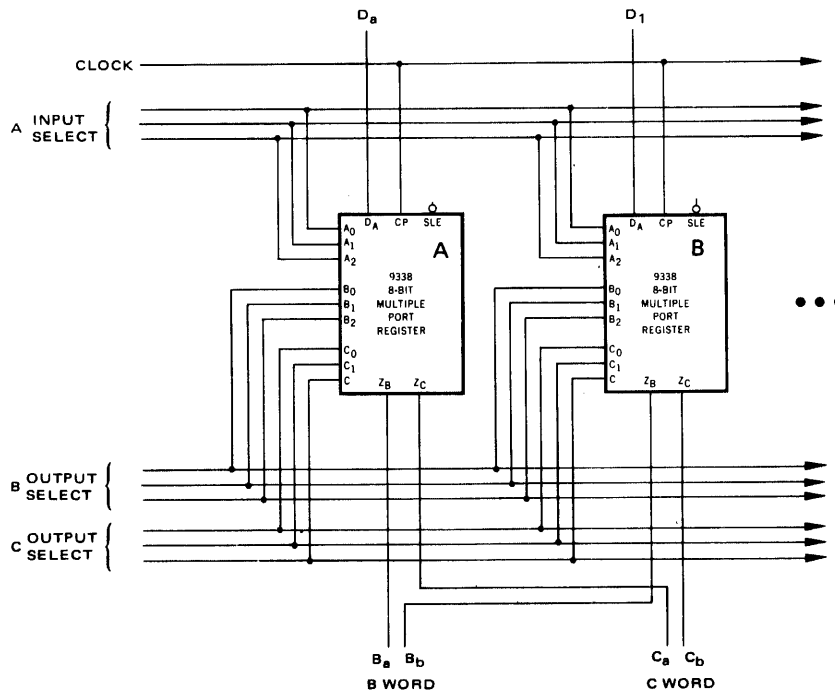 Da D1
CLOCK
A INPUT SELECT
DA CP SLE DA CP SLE
A0 A B
A1
A2
A0
A1
A2
B0
B1
B2
9338
8-BIT
MULTIPLE
PORT
REGISTER
B0
B1
B2
9338
8-BIT
MULTIPLE
PORT
REGISTER
C0
C1
C ZB ZC
C0
C1
C ZB ZC
B OUTPUT SELECT
C OUTPUT SELECT
Ba Bb Ca Cb
B WORD C WORD